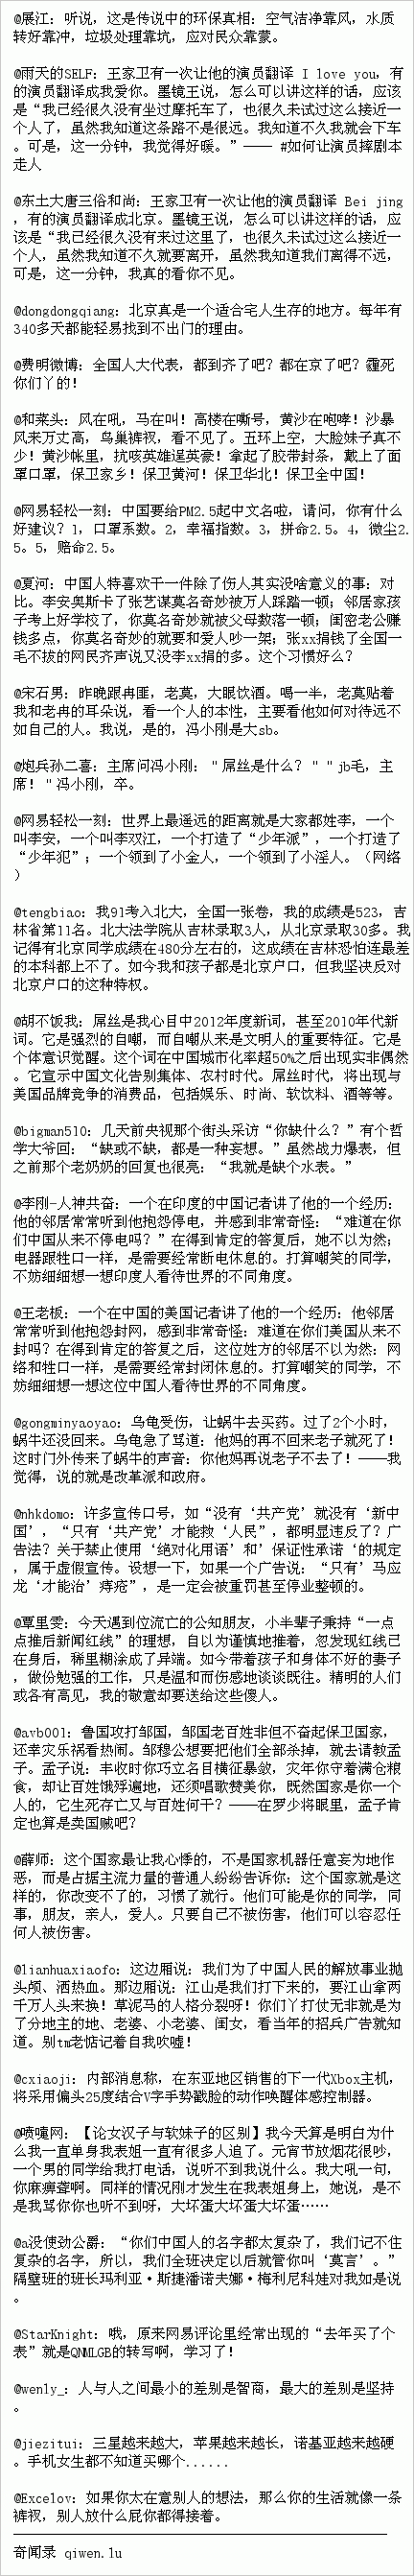 @展江：听说，这是传说中的环保真相：空气洁净靠风，水质
转好靠冲，垃圾处理靠坑，应对民众靠蒙。
@雨天的SELF：王家卫有一次让他的演员翻译 I love you，有
的演员翻译成我爱你。墨镜王说，怎么可以讲这样的话，应该
是“我已经很久没有坐过摩托车了，也很久未试过这么接近一
个人了，虽然我知道这条路不是很远。我知道不久我就会下车
。可是，这一分钟，我觉得好暖。”—— #如何让演员摔剧本
走人
@东土大唐三俗和尚：王家卫有一次让他的演员翻译 Bei jing
，有的演员翻译成北京。墨镜王说，怎么可以讲这样的话，应
该是“我已经很久没有来过这里了，也很久未试过这么接近一
个人，虽然我知道不久就要离开，虽然我知道我们离得不远，
可是，这一分钟，我真的看你不见。
@dongdongqiang：北京真是一个适合宅人生存的地方。每年有
340多天都能轻易找到不出门的理由。
@费明微博：全国人大代表，都到齐了吧？都在京了吧？霾死
你们丫的！
@和菜头：风在吼，马在叫！高楼在嘶号，黄沙在咆哮！沙暴
风来万丈高，鸟巢裤衩，看不见了。五环上空，大脸妹子真不
少！黄沙帐里，抗咳英雄逞英豪！拿起了胶带封条，戴上了面
罩口罩，保卫家乡！保卫黄河！保卫华北！保卫全中国！
@网易轻松一刻：中国要给PM2.5起中文名啦，请问，你有什么
好建议？1，口罩系数。2，幸福指数。3，拼命2.5。4，微尘2.
5。5，赔命2.5。
@夏河：中国人特喜欢干一件除了伤人其实没啥意义的事：对
比。李安奥斯卡了张艺谋莫名奇妙被万人踩踏一顿；邻居家孩
子考上好学校了，你莫名奇妙就被父母数落一顿；闺密老公赚
钱多点，你莫名奇妙的就要和爱人吵一架；张xx捐钱了全国一
毛不拔的网民齐声说又没李xx捐的多。这个习惯好么？
@宋石男：昨晚跟冉匪，老莫，大眼饮酒。喝一半，老莫贴着
我和老冉的耳朵说，看一个人的本性，主要看他如何对待远不
如自己的人。我说，是的，冯小刚是大sb。
@炮兵孙二喜：主席问冯小刚："屌丝是什么？""jb毛，主
席！"冯小刚，卒。
@网易轻松一刻：世界上最遥远的距离就是大家都姓李，一个
叫李安，一个叫李双江，一个打造了“少年派”，一个打造了
“少年犯”；一个领到了小金人，一个领到了小淫人。（网络
）
@tengbiao：我91考入北大，全国一张卷，我的成绩是523，吉
林省第11名。北大法学院从吉林录取3人，从北京录取30多。我
记得有北京同学成绩在480分左右的，这成绩在吉林恐怕连最差
的本科都上不了。如今我和孩子都是北京户口，但我坚决反对
北京户口的这种特权。
@胡不饭我：屌丝是我心目中2012年度新词，甚至2010年代新
词。它是强烈的自嘲，而自嘲从来是文明人的重要特征。它是
个体意识觉醒。这个词在中国城市化率超50%之后出现实非偶然
。它宣示中国文化告别集体、农村时代。屌丝时代，将出现与
美国品牌竞争的消费品，包括娱乐、时尚、软饮料、酒等等。
@bigman510：几天前央视那个街头采访“你缺什么？”有个哲
学大爷回：“缺或不缺，都是一种妄想。”虽然战力爆表，但
之前那个老奶奶的回复也很亮：“我就是缺个水表。”
@李刚-人神共奋：一个在印度的中国记者讲了他的一个经历：
他的邻居常常听到他抱怨停电，并感到非常奇怪：“难道在你
们中国从来不停电吗？”在得到肯定的答复后，她不以为然；
电器跟牲口一样，是需要经常断电休息的。打算嘲笑的同学，
不妨细细想一想印度人看待世界的不同角度。
@王老板：一个在中国的美国记者讲了他的一个经历：他邻居
常常听到他抱怨封网，感到非常奇怪：难道在你们美国从来不
封吗？在得到肯定的答复之后，这位姓方的邻居不以为然：网
络和牲口一样，是需要经常封闭休息的。打算嘲笑的同学，不
妨细细想一想这位中国人看待世界的不同角度。
@gongminyaoyao：乌龟受伤，让蜗牛去买药。过了2个小时，
蜗牛还没回来。乌龟急了骂道：他妈的再不回来老子就死了！
这时门外传来了蜗牛的声音：你他妈再说老子不去了！——我
觉得，说的就是改革派和政府。
@nhkdomo：许多宣传口号，如“没有‘共产党’就没有‘新中
国’，“只有‘共产党’才能救‘人民”，都明显违反了？广
告法？关于禁止使用‘绝对化用语’和’保证性承诺‘的规定
，属于虚假宣传。设想一下，如果一个广告说：“只有’马应
龙‘才能治’痔疮”，是一定会被重罚甚至停业整顿的。
@覃里雯：今天遇到位流亡的公知朋友，小半辈子秉持“一点
点推后新闻红线”的理想，自以为谨慎地推着，忽发现红线已
在身后，稀里糊涂成了异端。如今带着孩子和身体不好的妻子
，做份勉强的工作，只是温和而伤感地谈谈既往。精明的人们
或各有高见，我的敬意却要送给这些傻人。
@avb001：鲁国攻打邹国，邹国老百姓非但不奋起保卫国家，
还幸灾乐祸看热闹。邹穆公想要把他们全部杀掉，就去请教孟
子。孟子说：丰收时你巧立名目横征暴敛，灾年你守着满仓粮
食，却让百姓饿殍遍地，还须唱歌赞美你，既然国家是你一个
人的，它生死存亡又与百姓何干？——在罗少将眼里，孟子肯
定也算是卖国贼吧？
@薛师：这个国家最让我心悸的，不是国家机器任意妄为地作
恶，而是占据主流力量的普通人纷纷告诉你：这个国家就是这
样的，你改变不了的，习惯了就行。他们可能是你的同学，同
事，朋友，亲人，爱人。只要自己不被伤害，他们可以容忍任
何人被伤害。
@lianhuaxiaofo：这边厢说：我们为了中国人民的解放事业抛
头颅、洒热血。那边厢说：江山是我们打下来的，要江山拿两
千万人头来换！草泥马的人格分裂呀！你们丫打仗无非就是为
了分地主的地、老婆、小老婆、闺女，看当年的招兵广告就知
道。别tm老惦记着自我吹嘘！
@cxiaoji：内部消息称，在东亚地区销售的下一代Xbox主机，
将采用偏头25度结合V字手势戳脸的动作唤醒体感控制器。
@喷嚏网：【论女汉子与软妹子的区别】我今天算是明白为什
么我一直单身我表姐一直有很多人追了。元宵节放烟花很吵，
一个男的同学给我打电话，说听不到我说什么。我大吼一句，
你麻痹聋啊。同样的情况刚才发生在我表姐身上，她说，是不
是我骂你你也听不到呀，大坏蛋大坏蛋大坏蛋……
@a没使劲公爵：“你们中国人的名字都太复杂了，我们记不住
复杂的名字，所以，我们全班决定以后就管你叫‘莫言’。”
隔壁班的班长玛利亚·斯捷潘诺夫娜·梅利尼科娃对我如是说
。
@StarKnight：哦，原来网易评论里经常出现的“去年买了个
表”就是QNMLGB的转写啊，学习了！
@wenly_：人与人之间最小的差别是智商，最大的差别是坚持
。
@jiezitui：三星越来越大，苹果越来越长，诺基亚越来越硬
。手机女生都不知道买哪个......
@Excelov：如果你太在意别人的想法，那么你的生活就像一条
裤衩，别人放什么屁你都得接着。
奇闻录 qiwen.lu